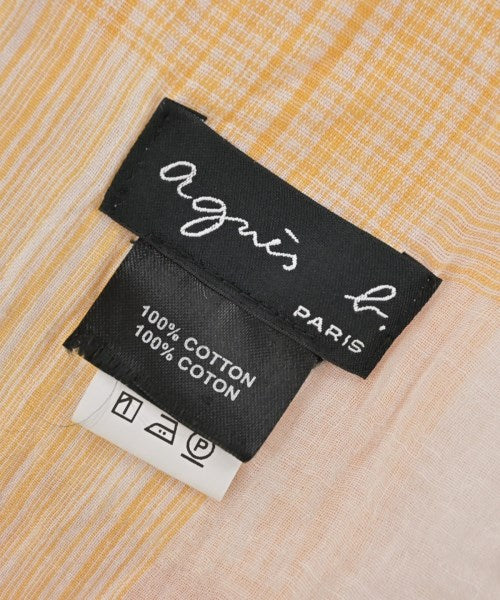 agnès b.
PARIS
100% COTTON
100% COTON
P